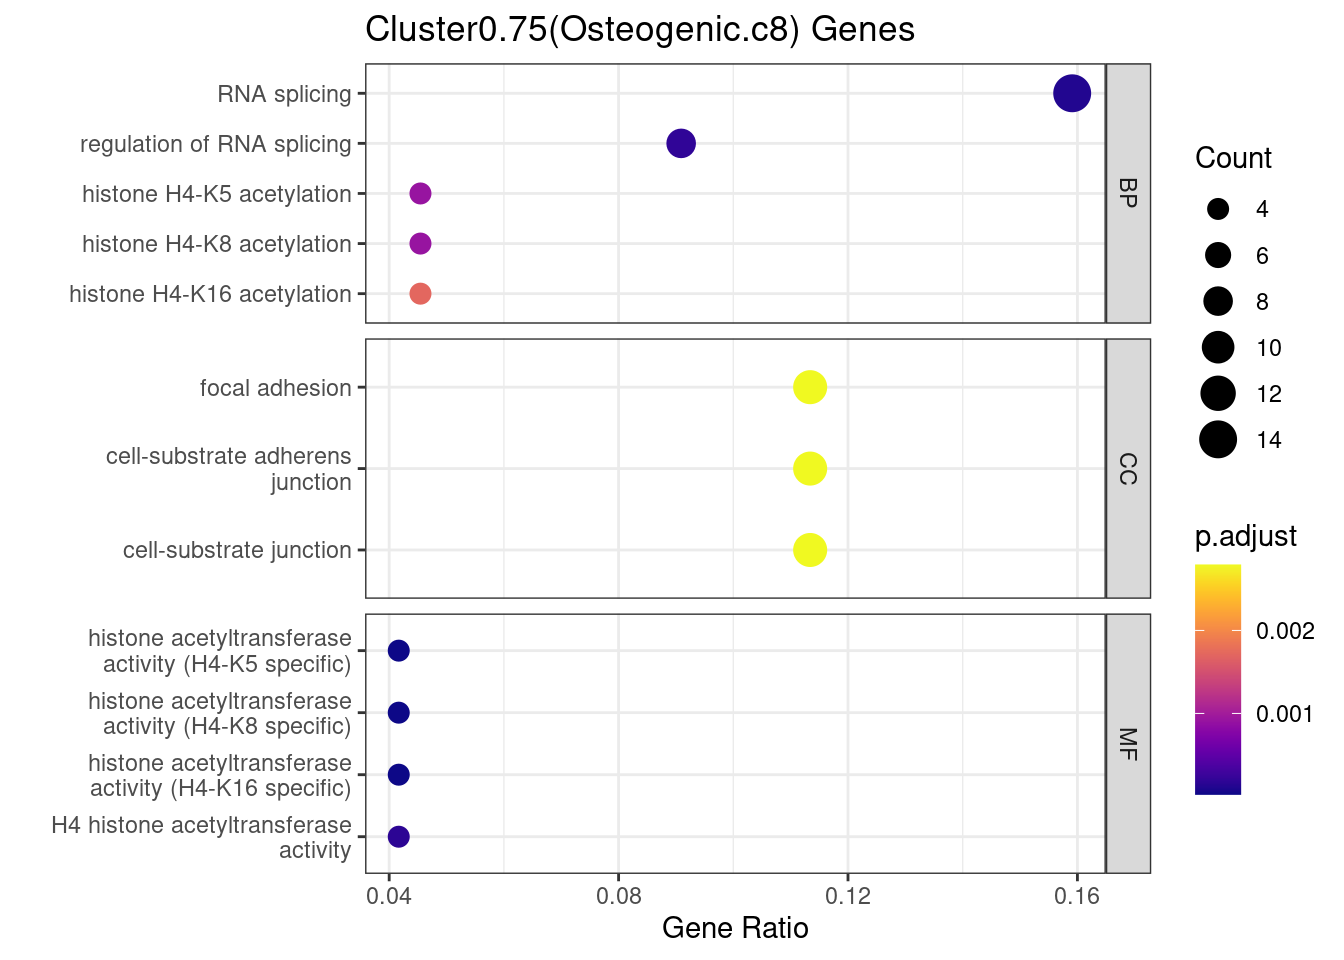 Cluster0.75(Osteogenic.c8) Genes
RNA splicing
regulation of RNA splicing
histone H4-K5 acetylation
histone H4-K8 acetylation
histone H4-K16 acetylation
BP
focal adhesion
cell-substrate adherens
junction
cell-substrate junction
CC
histone acetyltransferase
activity (H4-K5 specific)
histone acetyltransferase
activity (H4-K8 specific)
histone acetyltransferase
activity (H4-K16 specific)
H4 histone acetyltransferase
activity
MF
0.04
0.08
0.12
0.16
Gene Ratio
Count
4
6
8
10
12
14
p.adjust
0.002
0.001